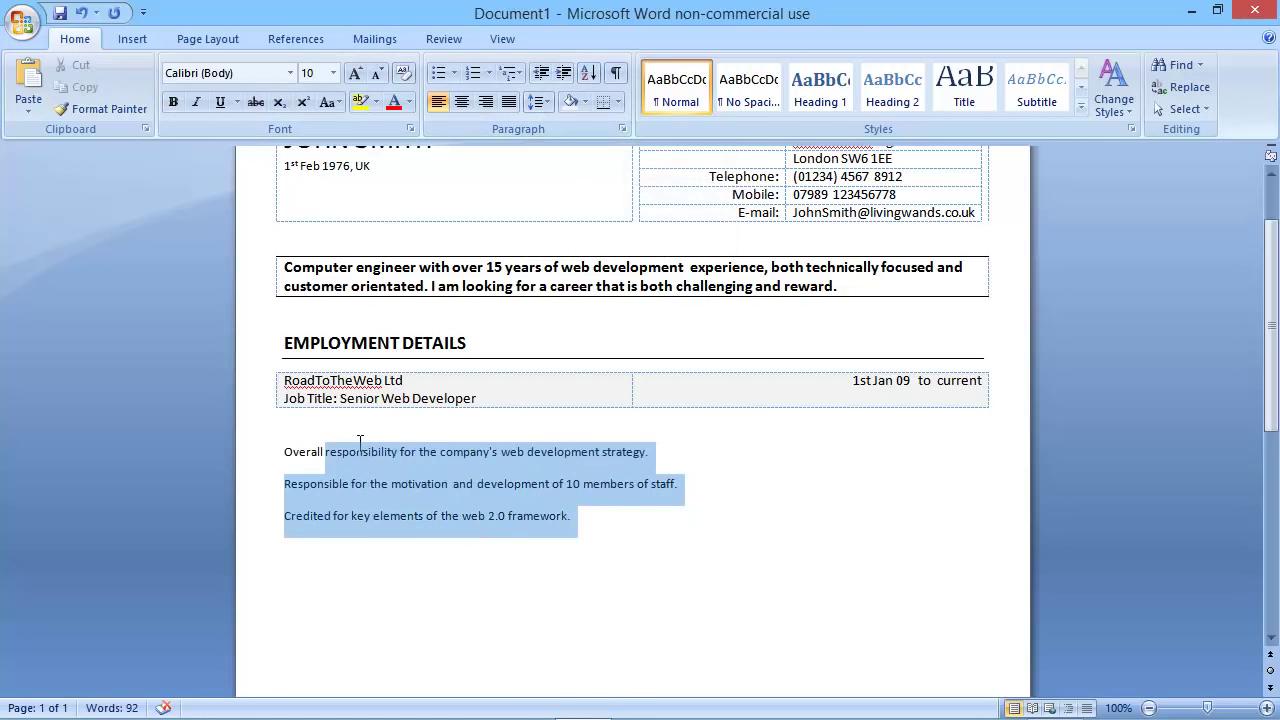 Document1 - Microsoft Word non-commercial use
Home Insert Page Layout References Mailings Review View
Paste
Cut
Copy
Format Painter
Clipboard
Calibri (Body) 10
B I U abc X₂ X² Aa
Font
Paragraph
AaBbCcDc AaBbCcDc AaBbC AaBbCc AaB AaBbCc.
¶ Normal ¶ No Spaci... Heading 1 Heading 2 Title Subtitle
Change Styles
Styles
Find
Replace
Select
Editing
1st Feb 1976, UK
London SW6 1EE
Telephone: (01234) 4567 8912
Mobile: 07989 123456778
E-mail: JohnSmith@livingwands.co.uk
Computer engineer with over 15 years of web development experience, both technically focused and
customer orientated. I am looking for a career that is both challenging and reward.
EMPLOYMENT DETAILS
RoadToTheWeb Ltd 1st Jan 09 to current
Job Title: Senior Web Developer
Overall responsibility for the company's web development strategy.
Responsible for the motivation and development of 10 members of staff.
Credited for key elements of the web 2.0 framework.
Page: 1 of 1 Words: 92 100%